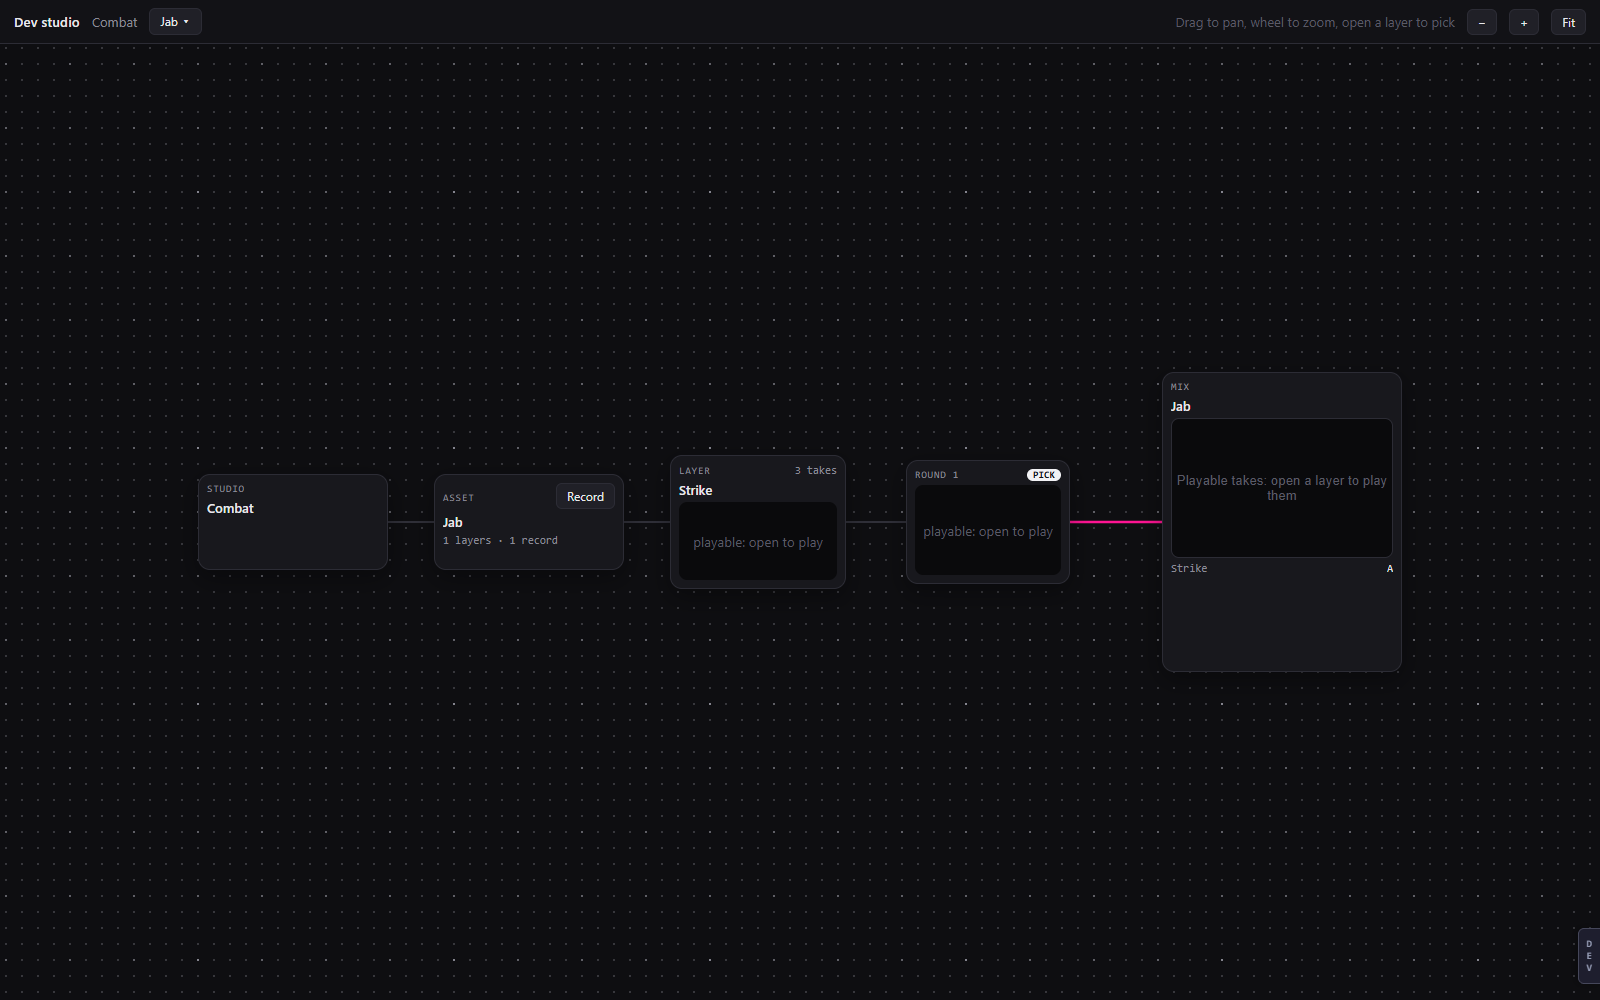 Dev studio Combat Jab
Drag to pan, wheel to zoom, open a layer to pick − + Fit
STUDIO
Combat
ASSET Record
Jab
1 layers · 1 record
LAYER 3 takes
Strike
playable: open to play
ROUND 1 PICK
playable: open to play
MIX
Jab
Playable takes: open a layer to play
them
Strike A
D
E
V